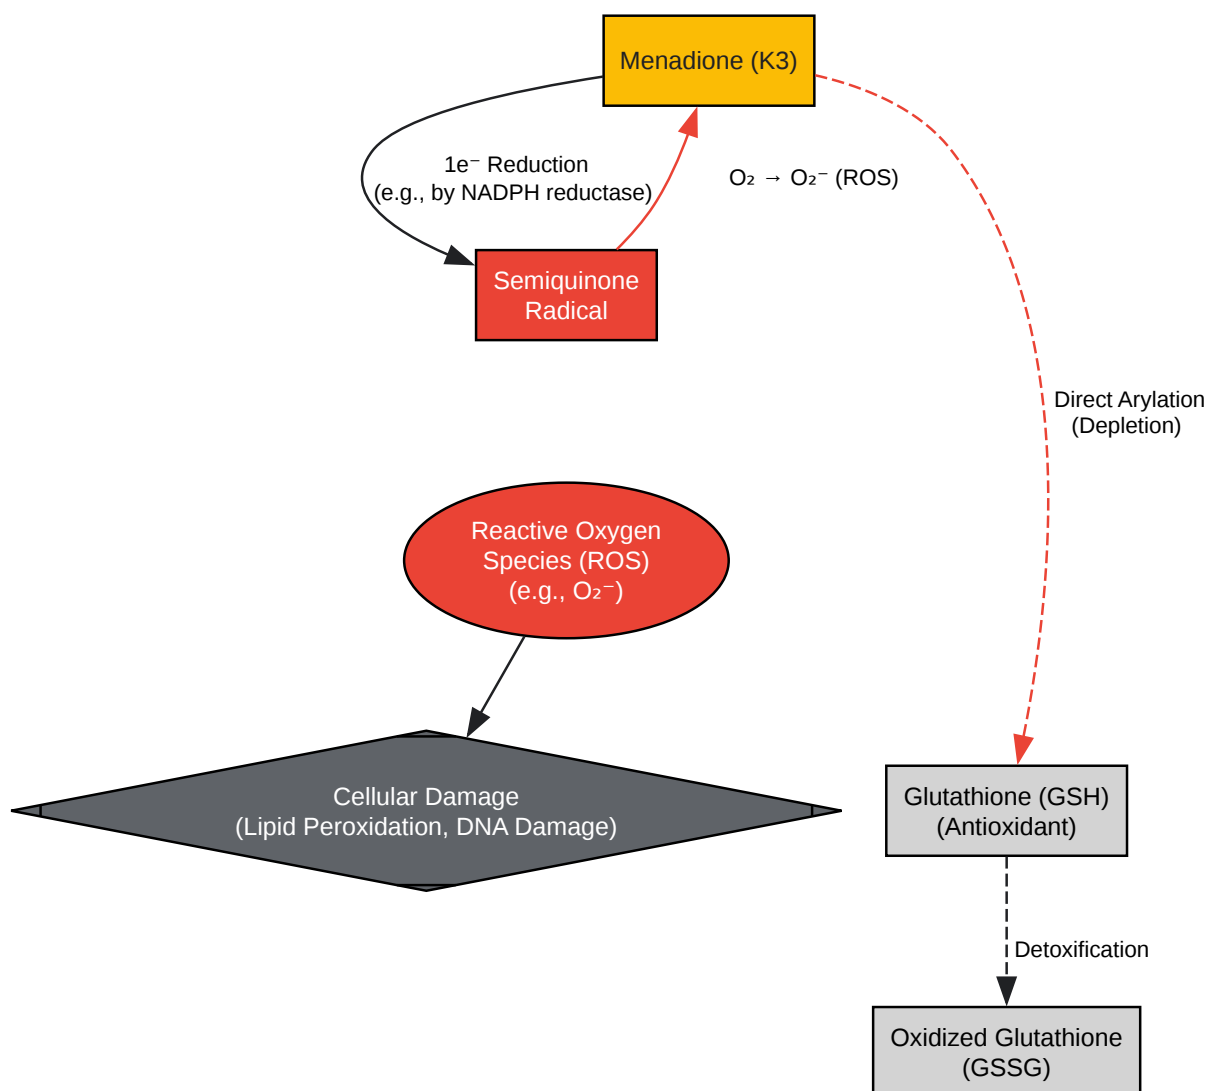 Menadione (K3)
1e⁻ Reduction
(e.g., by NADPH reductase)
O₂ → O₂⁻ (ROS)
Semiquinone
Radical
Direct Arylation
(Depletion)
Reactive Oxygen
Species (ROS)
(e.g., O₂⁻)
Cellular Damage
(Lipid Peroxidation, DNA Damage)
Glutathione (GSH)
(Antioxidant)
Detoxification
Oxidized Glutathione
(GSSG)